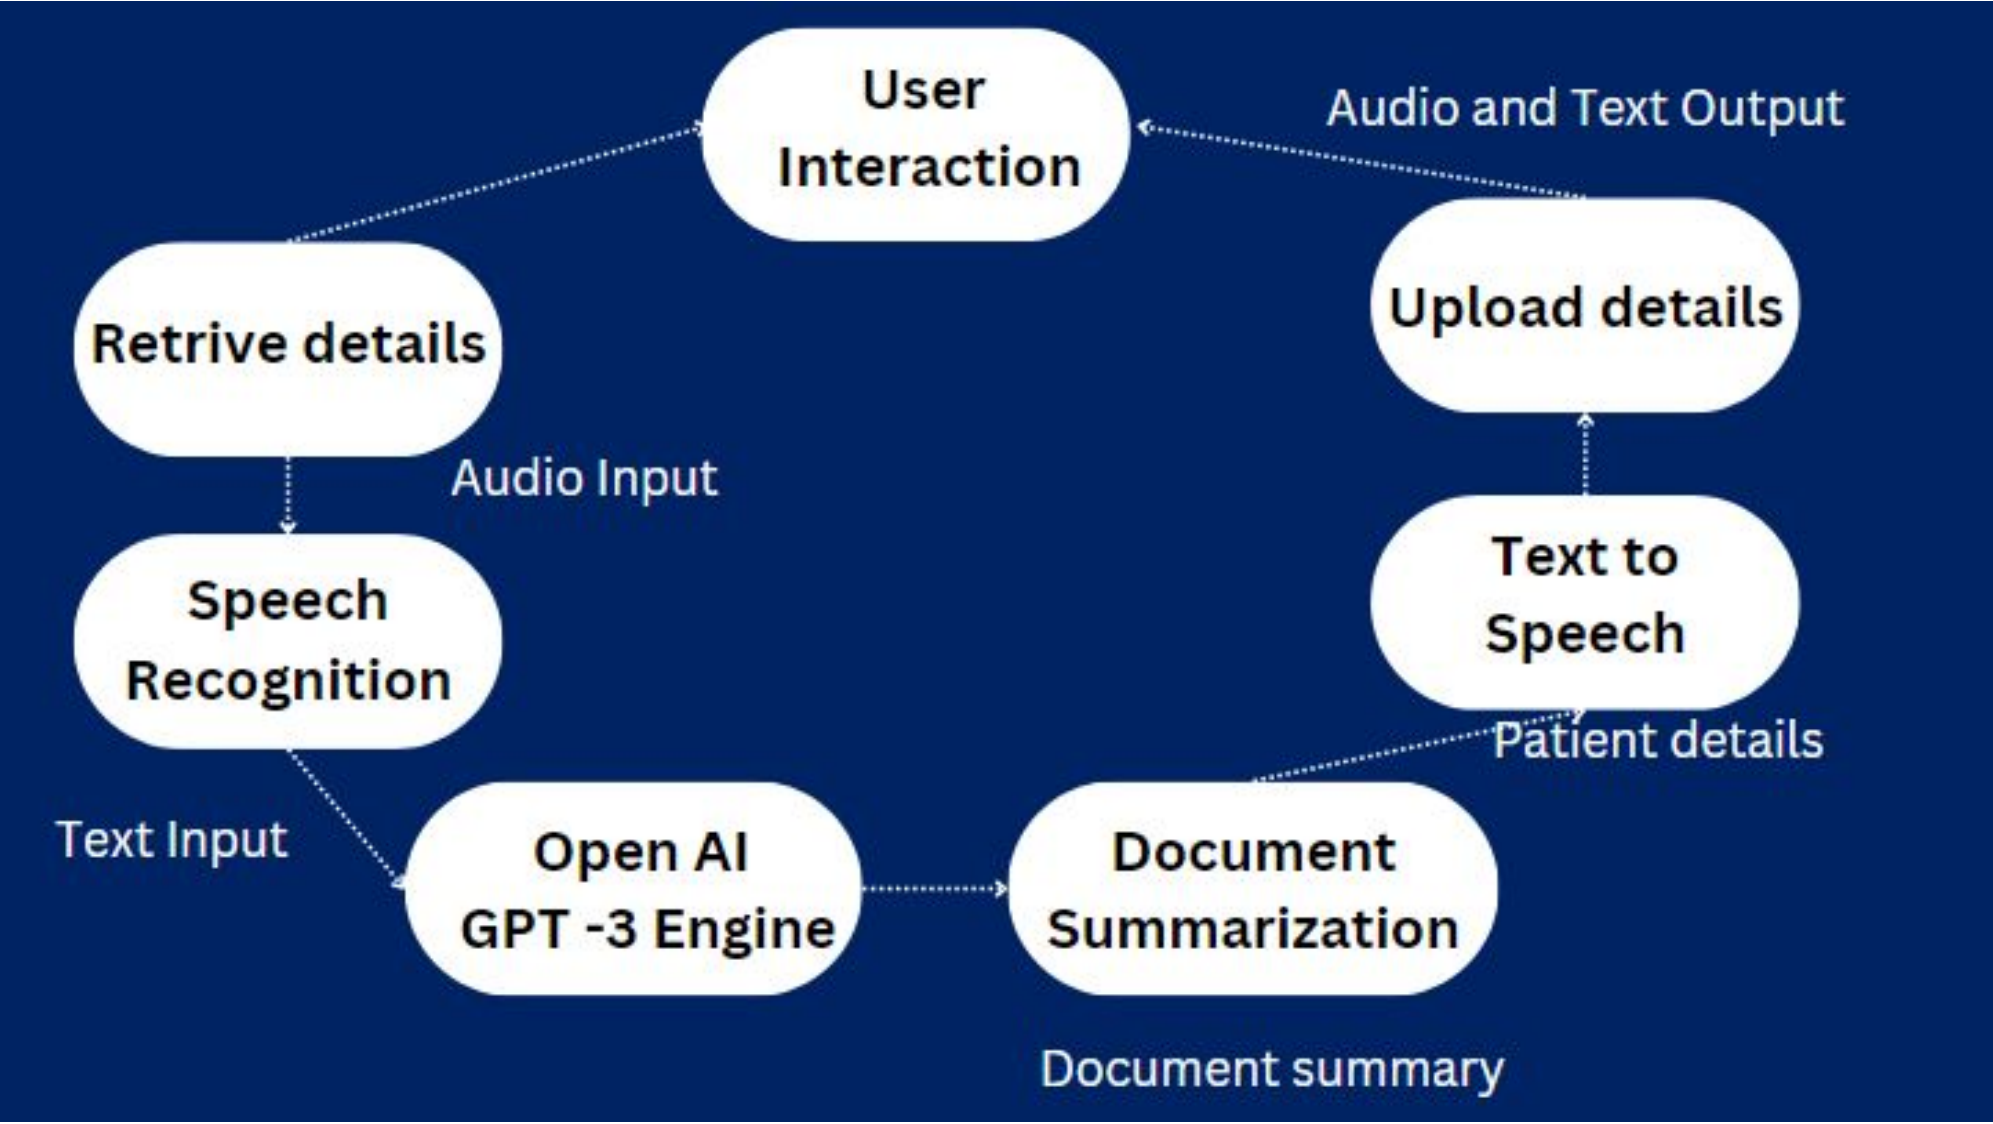 User
Interaction
Audio and Text Output
Upload details
Retrive details
Audio Input
Speech
Recognition
Text to
Speech
Patient details
Text Input
Open AI
GPT -3 Engine
Document
Summarization
Document summary